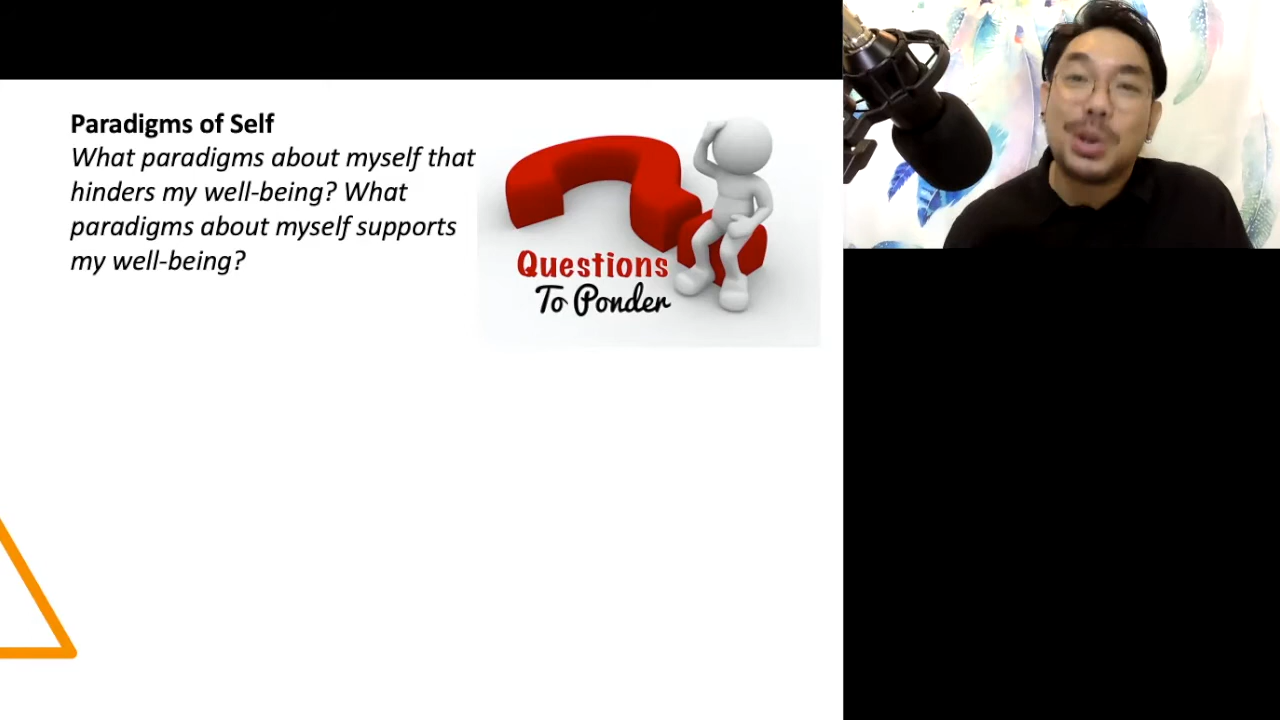 Paradigms of Self
What paradigms about myself that
hinders my well-being? What
paradigms about myself supports
my well-being?
Questions
To Ponder